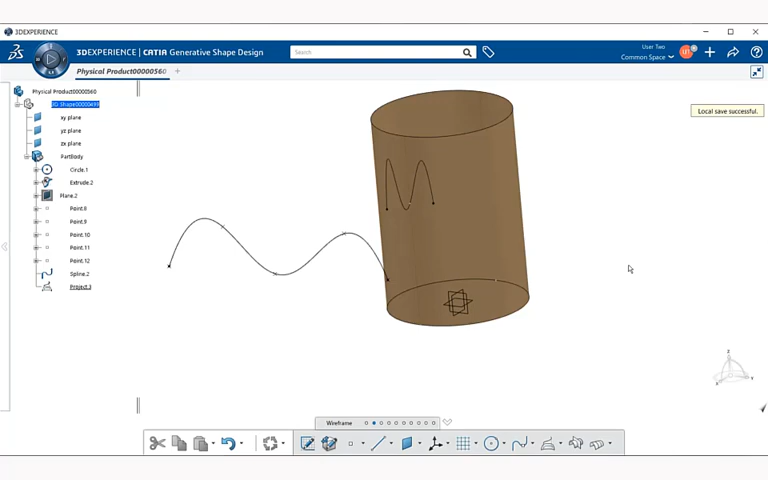 3DEXPERIENCE
3DEXPERIENCE | CATIA Generative Shape Design
Search
User Two
Common Space
Physical Product00000560
Physical Product00000560
3D Shape00000499
xy plane
yz plane
zx plane
PartBody
Circle.1
Extrude.2
Plane.2
Point.8
Point.9
Point.10
Point.11
Point.12
Spline.2
Project.3
Local save successful.
Wireframe